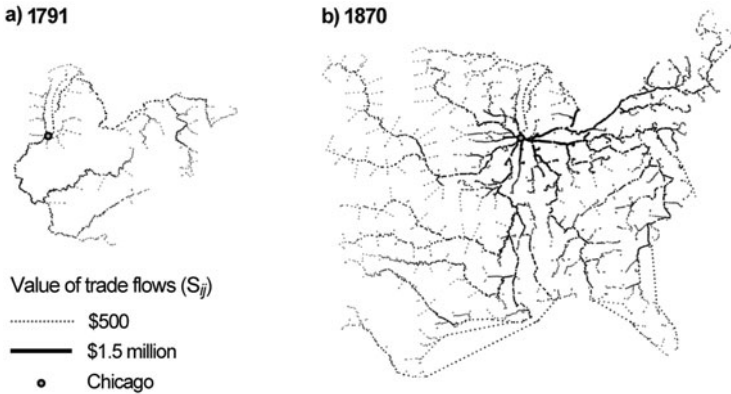 a) 1791
b) 1870
Value of trade flows (Sij)
$500
$1.5 million
Chicago